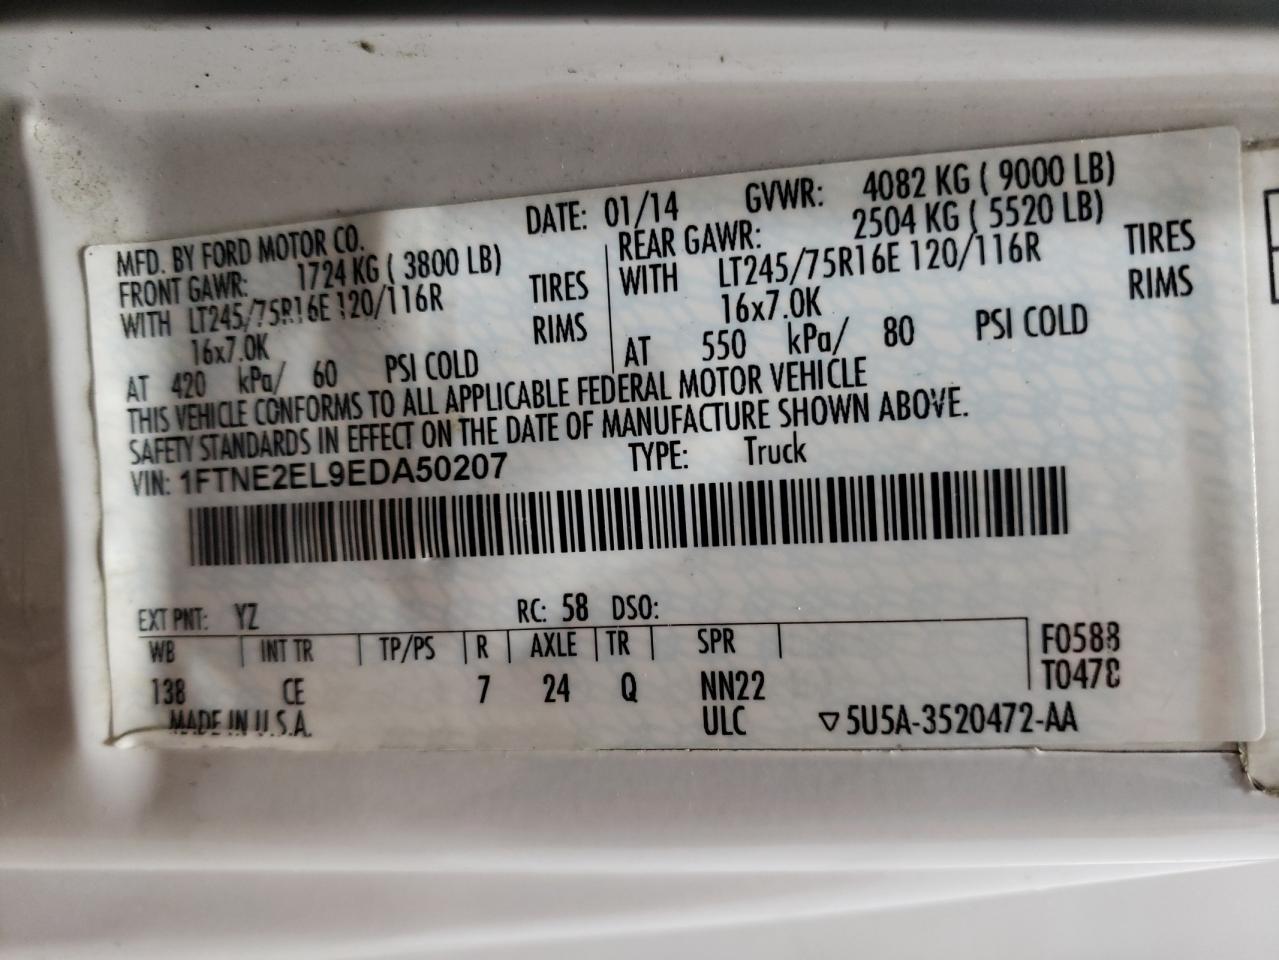 MFD. BY FORD MOTOR CO. DATE: 01/14 GVWR: 4082 KG ( 9000 LB)
FRONT GAWR: 1724 KG ( 3800 LB)
WITH LT245/75R16E 120/116R TIRES
16x7.0K RIMS
AT 420 kPa/ 60 PSI COLD
REAR GAWR: 2504 KG ( 5520 LB)
WITH LT245/75R16E 120/116R TIRES
16x7.0K RIMS
AT 550 kPa/ 80 PSI COLD
THIS VEHICLE CONFORMS TO ALL APPLICABLE FEDERAL MOTOR VEHICLE
SAFETY STANDARDS IN EFFECT ON THE DATE OF MANUFACTURE SHOWN ABOVE.
VIN: 1FTNE2EL9EDA50207 TYPE: Truck
EXT PNT: YZ RC: 58 DSO:
WB INT TR TP/PS R AXLE TR SPR F0588
138 CE 7 24 Q NN22 T0478
MADE IN U.S.A. ULC ▽5U5A-3520472-AA